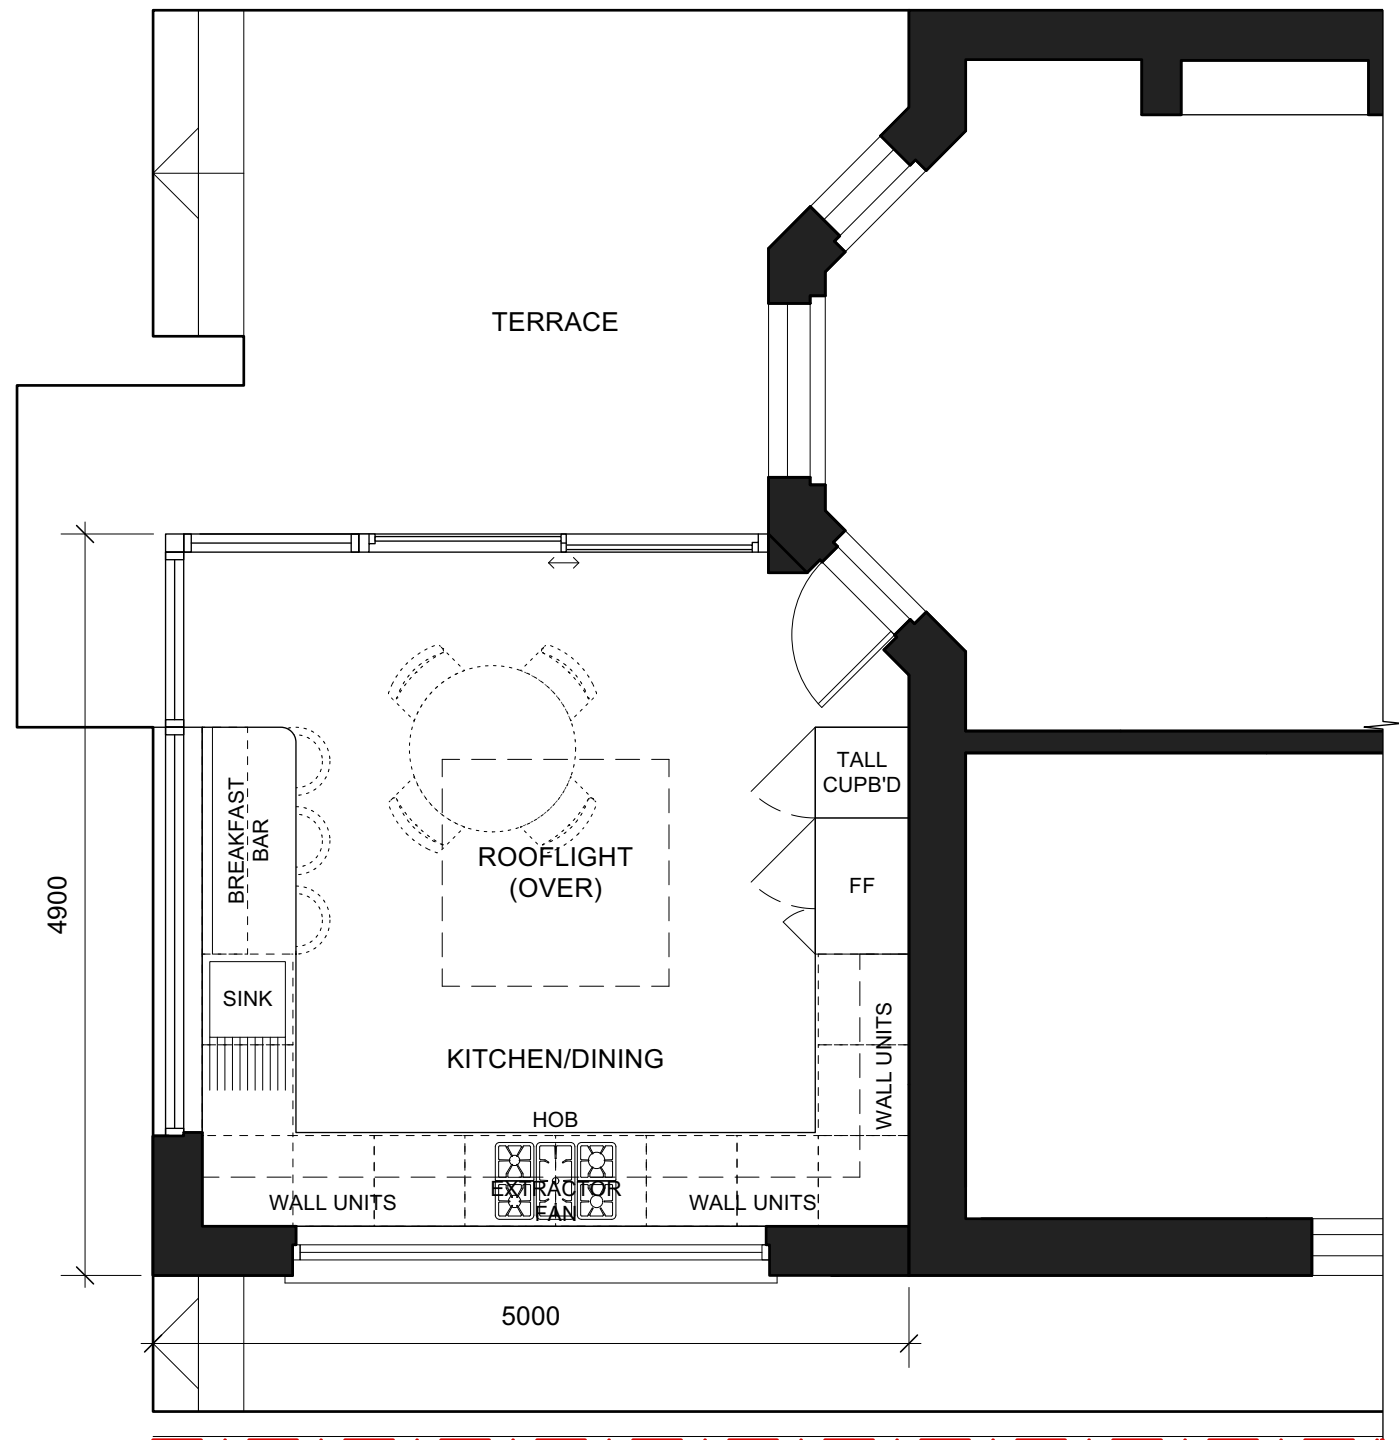 TERRACE
TALL
CUPB'D
BREAKFAST
BAR
ROOFLIGHT
(OVER)
FF
4900
SINK
KITCHEN/DINING
WALL UNITS
HOB
EXTRACTOR
FAN
WALL UNITS
WALL UNITS
5000